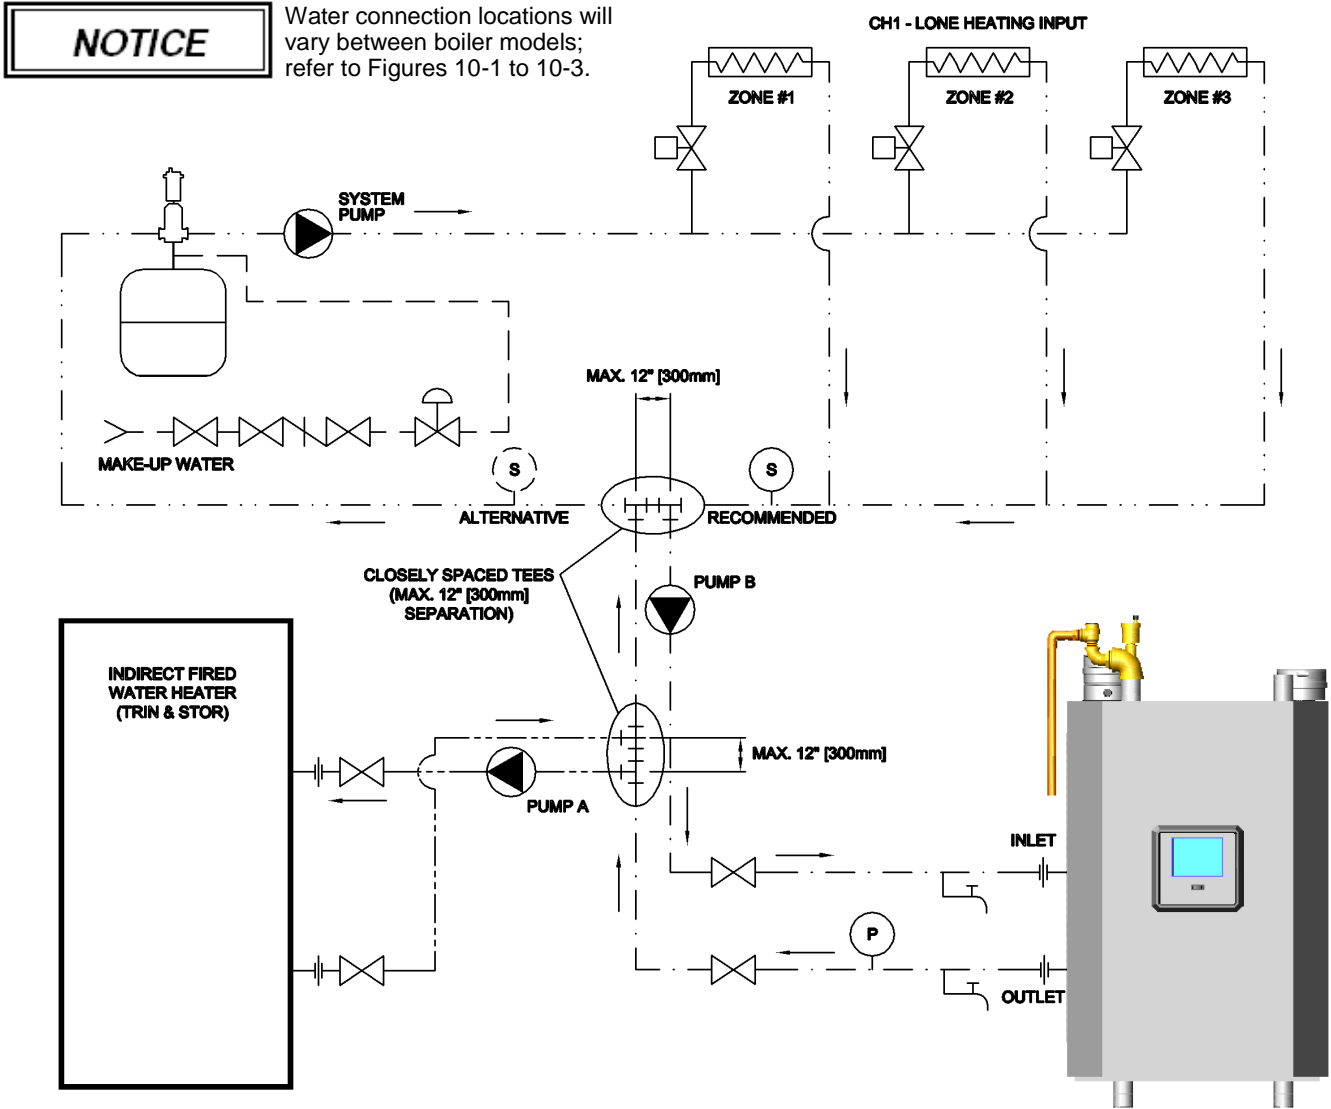 NOTICE
Water connection locations will
vary between boiler models;
refer to Figures 10-1 to 10-3.
CH1 - LONE HEATING INPUT
ZONE #1
ZONE #2
ZONE #3
SYSTEM
PUMP
MAX. 12" [300mm]
MAKE-UP WATER
S
S
ALTERNATIVE
RECOMMENDED
CLOSELY SPACED TEES
(MAX. 12" [300mm]
SEPARATION)
PUMP B
INDIRECT FIRED
WATER HEATER
(TRIN & STOR)
MAX. 12" [300mm]
PUMP A
INLET
P
OUTLET